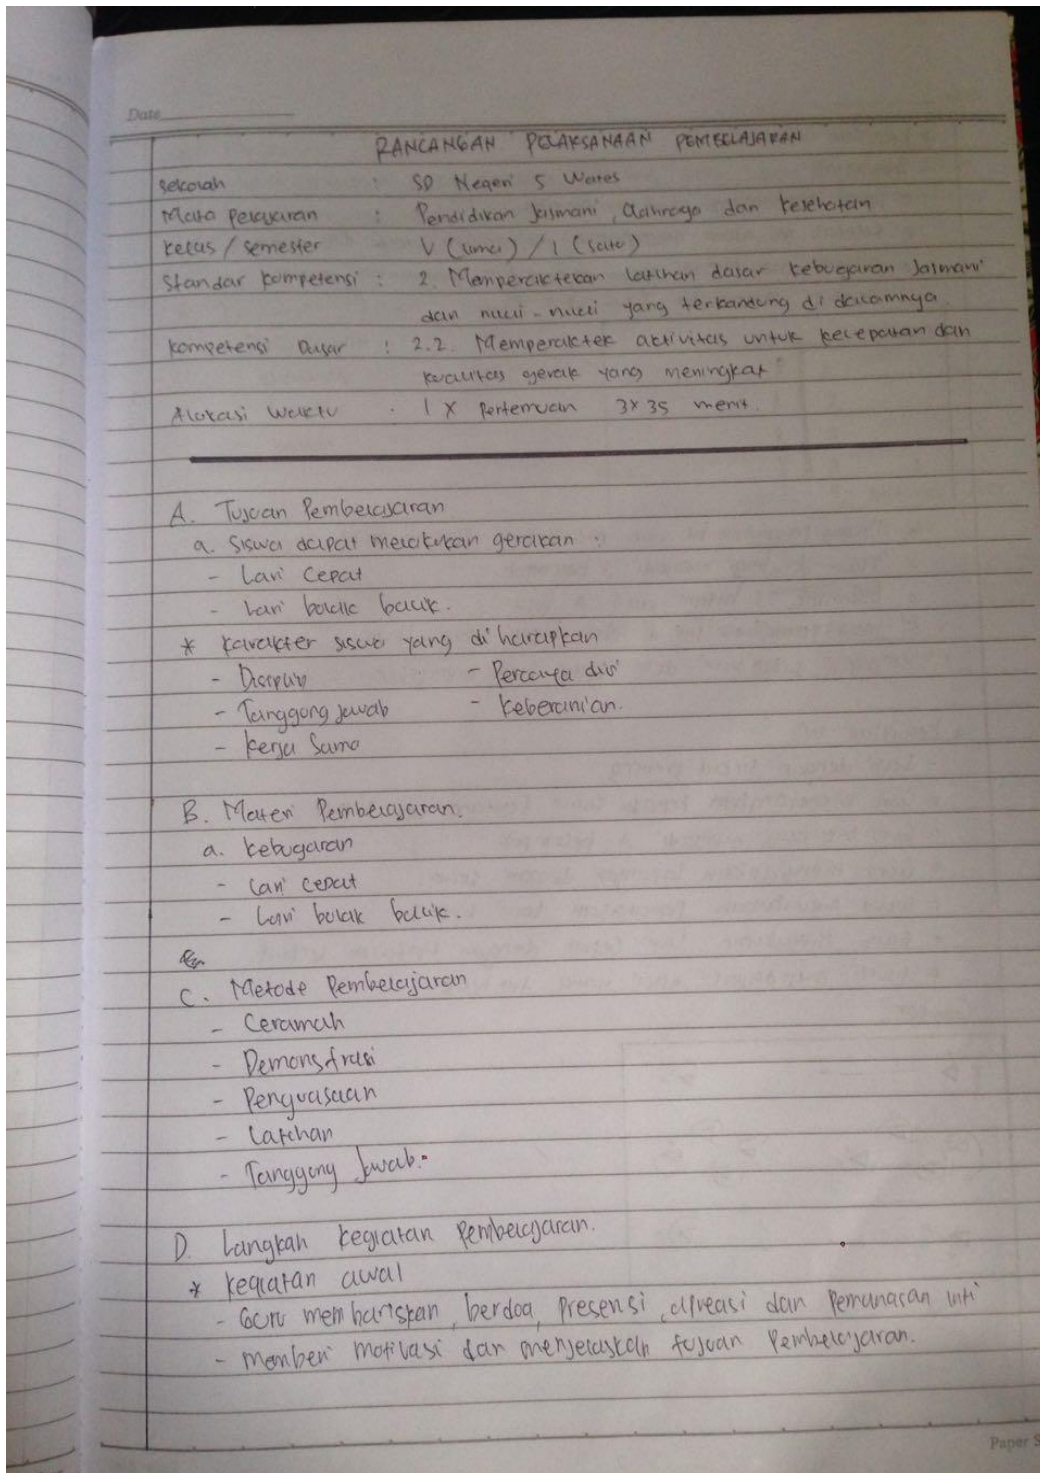 Date
RANCANGAN PELAKSANAAN PEMBELAJARAN
Sekolah : SD Negeri 5 Wates
Mata Pelajaran : Pendidikan Jasmani, Olahraga dan Kesehatan
Kelas / Semester V (Lima) / 1 (satu)
Standar Kompetensi : 2. Memperaktekan latihan dasar kebugaran Jasmani
dan nilai-nilai yang terkandung di dalamnya.
Kompetensi Dasar : 2.2. Memperaktek aktivitas untuk kecepatan dan
kualitas gerak yang meningkat
Alokasi Waktu . 1 x Pertemuan 3x35 menit.
A. Tujuan Pembelajaran
a. Siswa dapat melakukan gerakan :
- Lari Cepat
- Lari bolak balik.
* Karakter siswa yang di harapkan
- Disiplin - Percaya diri
- Tanggung Jawab - Keberanian.
- Kerja Sama
B. Materi Pembelajaran.
a. Kebugaran
- Lari cepat
- Lari bolak balik.
C. Metode Pembelajaran
- Ceramah
- Demonstrasi
- Penguasaan
- Latihan
- Tanggung Jawab.
D. Langkah Kegiatan Pembelajaran.
* Kegiatan awal
- Guru membariskan, berdoa, presensi, apreasi dan Pemanasan inti
- memberi motivasi dan menjelaskan tujuan Pembelajaran.
Paper